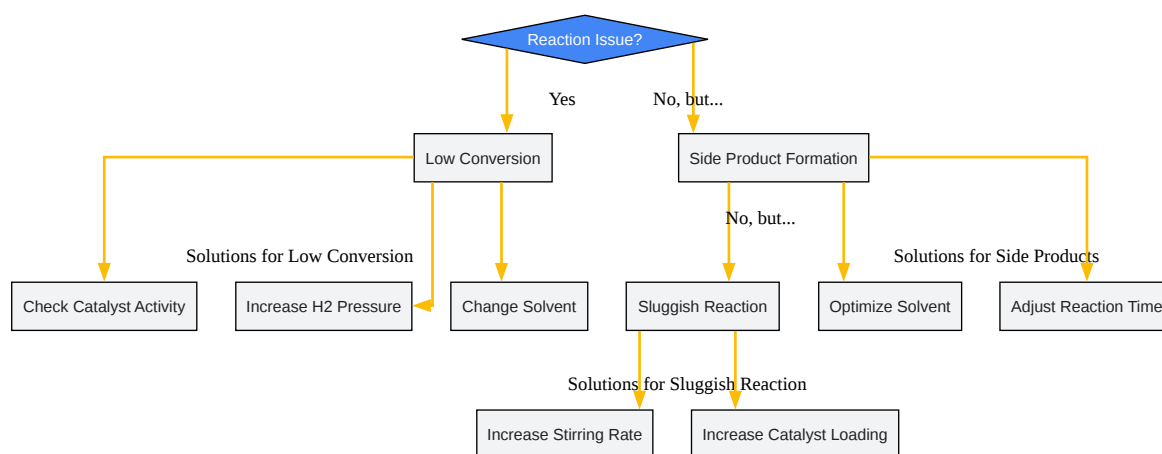 Reaction Issue?
Yes
No, but...
Low Conversion
Side Product Formation
No, but...
Solutions for Low Conversion
Solutions for Side Products
Check Catalyst Activity
Increase H2 Pressure
Change Solvent
Sluggish Reaction
Optimize Solvent
Adjust Reaction Time
Solutions for Sluggish Reaction
Increase Stirring Rate
Increase Catalyst Loading